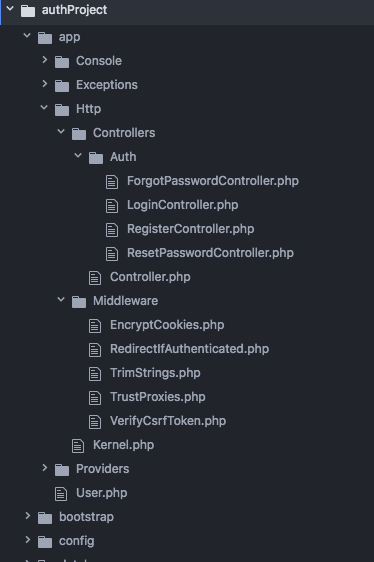 authProject
app
Console
Exceptions
Http
Controllers
Auth
ForgotPasswordController.php
LoginController.php
RegisterController.php
ResetPasswordController.php
Controller.php
Middleware
EncryptCookies.php
RedirectIfAuthenticated.php
TrimStrings.php
TrustProxies.php
VerifyCsrfToken.php
Kernel.php
Providers
User.php
bootstrap
config